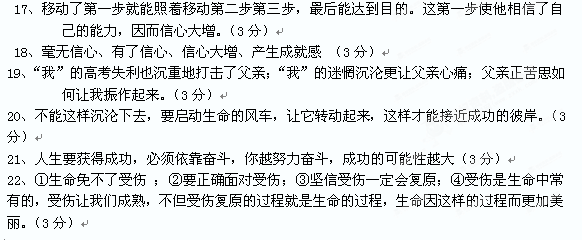 17、移动了第一步就能照着移动第二步第三步，最后能达到目的。这第一步使他相信了自
己的能力，因而信心大增。（3 分）
18、毫无信心、有了信心、信心大增、产生成就感 （3 分）
19、“我”的高考失利也沉重地打击了父亲；“我”的迷惘沉沦更让父亲心痛；父亲正苦思如
何让我振作起来。（3 分）
20、不能这样沉沦下去，要启动生命的风车，让它转动起来，这样才能接近成功的彼岸。（3
分）
21、人生要获得成功，必须依靠奋斗，你越努力奋斗，成功的可能性越大（3 分）
22、①生命免不了受伤 ；②要正确面对受伤；③坚信受伤一定会复原；④受伤是生命中常
有的，受伤让我们成熟，不但受伤复原的过程就是生命的过程，生命因这样的过程而更加美
丽。（3 分）